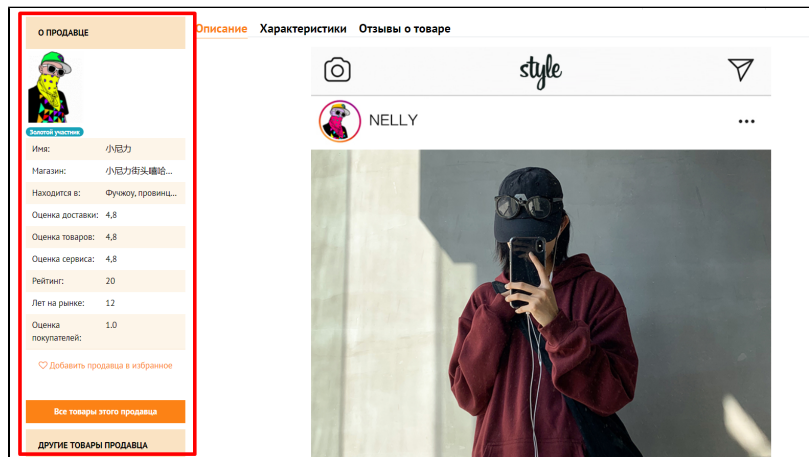 О ПРОДАВЦЕ
Описание Характеристики Отзывы о товаре
style
NELLY
Золотой участник
Имя: 小尼力
Магазин: 小尼力街头嘻哈...
Находится в: Фучжоу, провинц...
Оценка доставки: 4,8
Оценка товаров: 4,8
Оценка сервиса: 4,8
Рейтинг: 20
Лет на рынке: 12
Оценка покупателей: 1.0
Добавить продавца в избранное
Все товары этого продавца
ДРУГИЕ ТОВАРЫ ПРОДАВЦА